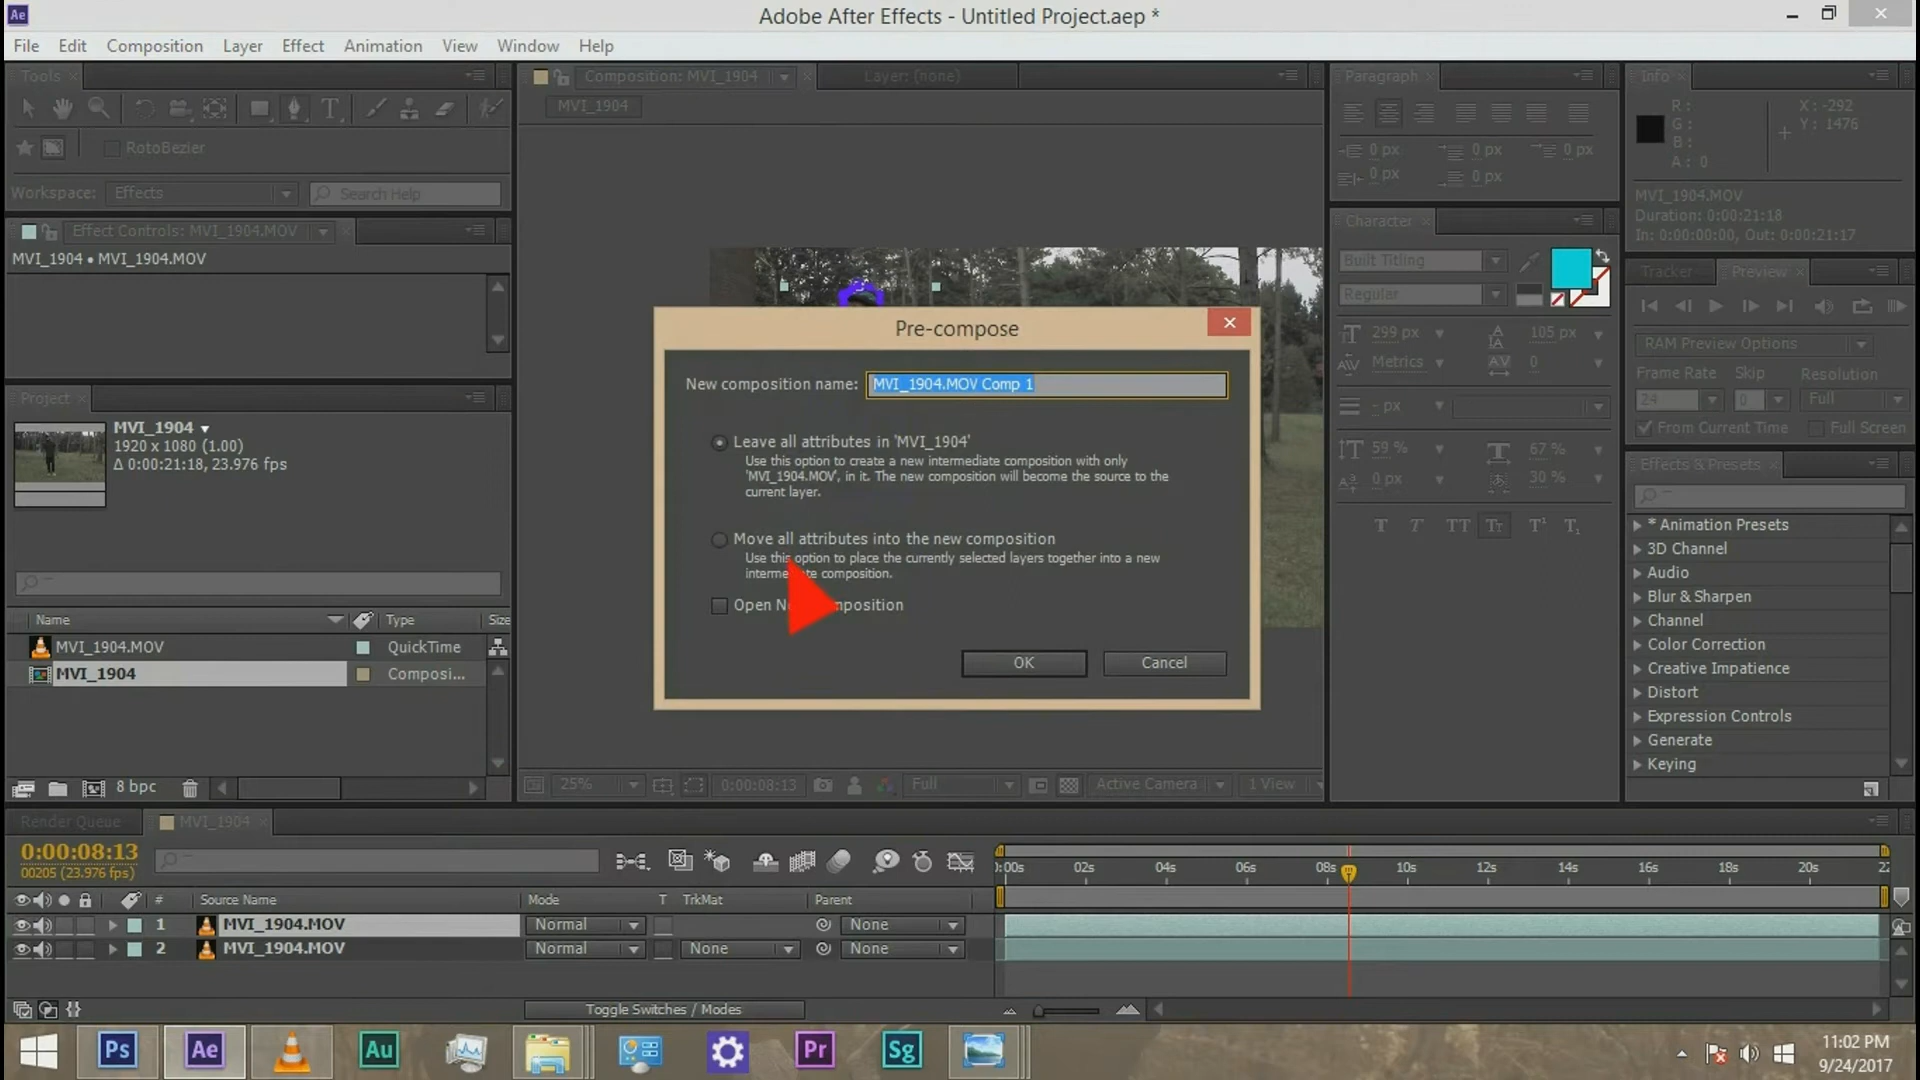 Ae
Adobe After Effects - Untitled Project.aep *
File Edit Composition Layer Effect Animation View Window Help
Tools
RotoBezier
Workspace: Effects Search Help
Effect Controls: MVI_1904.MOV
MVI_1904 • MVI_1904.MOV
Project
MVI_1904
1920 x 1080 (1.00)
Δ 0:00:21:18, 23.976 fps
Name Type Size
MVI_1904.MOV QuickTime
MVI_1904 Composi...
8 bpc
Composition: MVI_1904 Layer: (none)
MVI_1904
Pre-compose
New composition name: MVI_1904.MOV Comp 1
Leave all attributes in 'MVI_1904'
Use this option to create a new intermediate composition with only
'MVI_1904.MOV', in it. The new composition will become the source to the
current layer.
Move all attributes into the new composition
Use this option to place the currently selected layers together into a new
composition.
Open
OK Cancel
25% 0:00:08:13 Full Active Camera 1 View
Paragraph
0 px 0 px 0 px
0 px 0 px
Character
Built Titling
Regular
299 px 105 px
Metrics 0
- px
59 % 67 %
0 px 30 %
T T TT Tt T¹ T₁
Info
R : X : -292
G : Y : 1476
B :
A : 0
MVI_1904.MOV
Duration: 0:00:21:18
In: 0:00:00:00, Out: 0:00:21:17
Tracker Preview
RAM Preview Options
Frame Rate Skip Resolution
24 0 Full
From Current Time Full Screen
Effects & Presets
* Animation Presets
3D Channel
Audio
Blur & Sharpen
Channel
Color Correction
Creative Impatience
Distort
Expression Controls
Generate
Keying
Render Queue MVI_1904
0:00:08:13
00205 (23.976 fps)
:00s 02s 04s 06s 08s 10s 12s 14s 16s 18s 20s 22
# Source Name Mode T TrkMat Parent
1 MVI_1904.MOV Normal None
2 MVI_1904.MOV Normal None None
Toggle Switches / Modes
Ps Ae Au Pr Sg
11:02 PM
9/24/2017